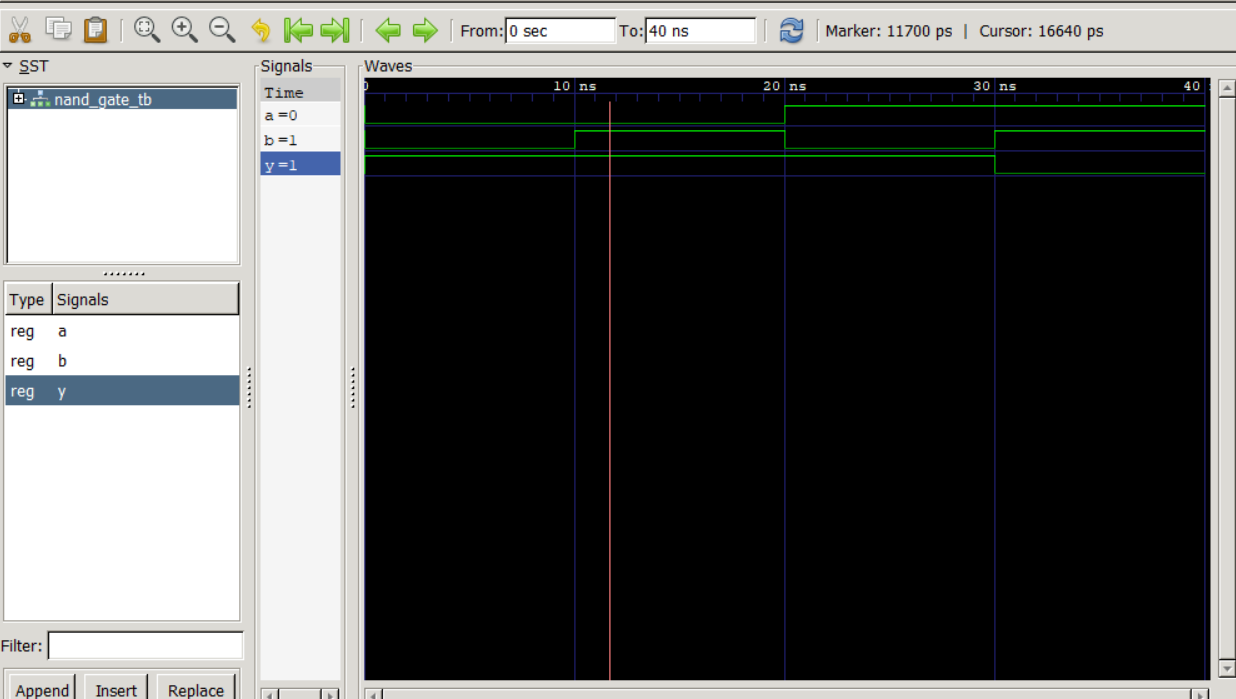 From: 0 sec To: 40 ns Marker: 11700 ps | Cursor: 16640 ps
SST
nand_gate_tb
Type Signals
reg a
reg b
reg y
Filter:
Append Insert Replace
Signals
Time
a=0
b=1
y=1
Waves
0 10 ns 20 ns 30 ns 40